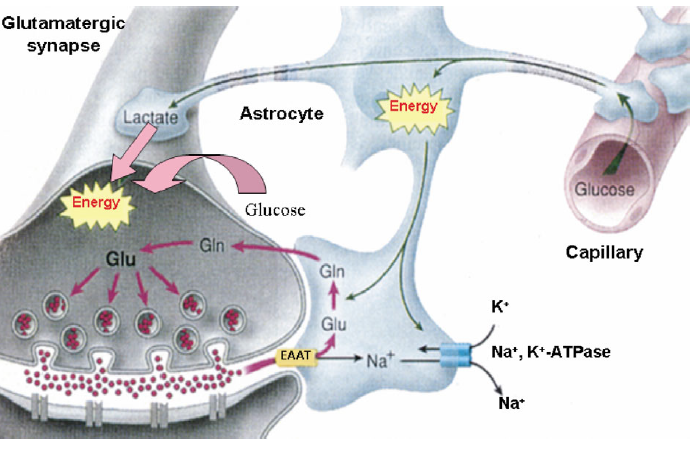 Glutamatergic
synapse
Lactate
Astrocyte
Energy
Glucose
Energy
Glucose
Capillary
Gln
Glu
Gln
Glu
EAAT
Na⁺
K⁺
Na⁺, K⁺-ATPase
Na⁺